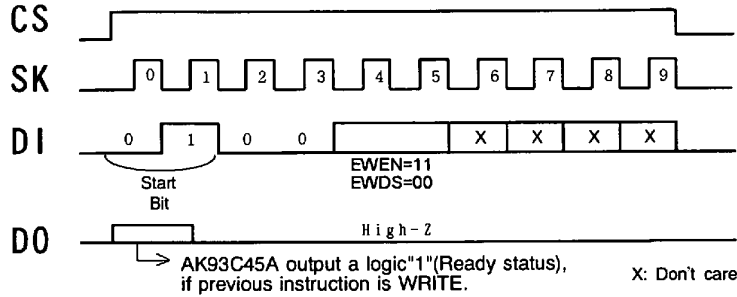 CS
SK 0 1 2 3 4 5 6 7 8 9
DI 0 1 0 0 X X X X
EWEN=11
EWDS=00
Start
Bit
DO High-Z
AK93C45A output a logic"1"(Ready status),
if previous instruction is WRITE.
X: Don't care